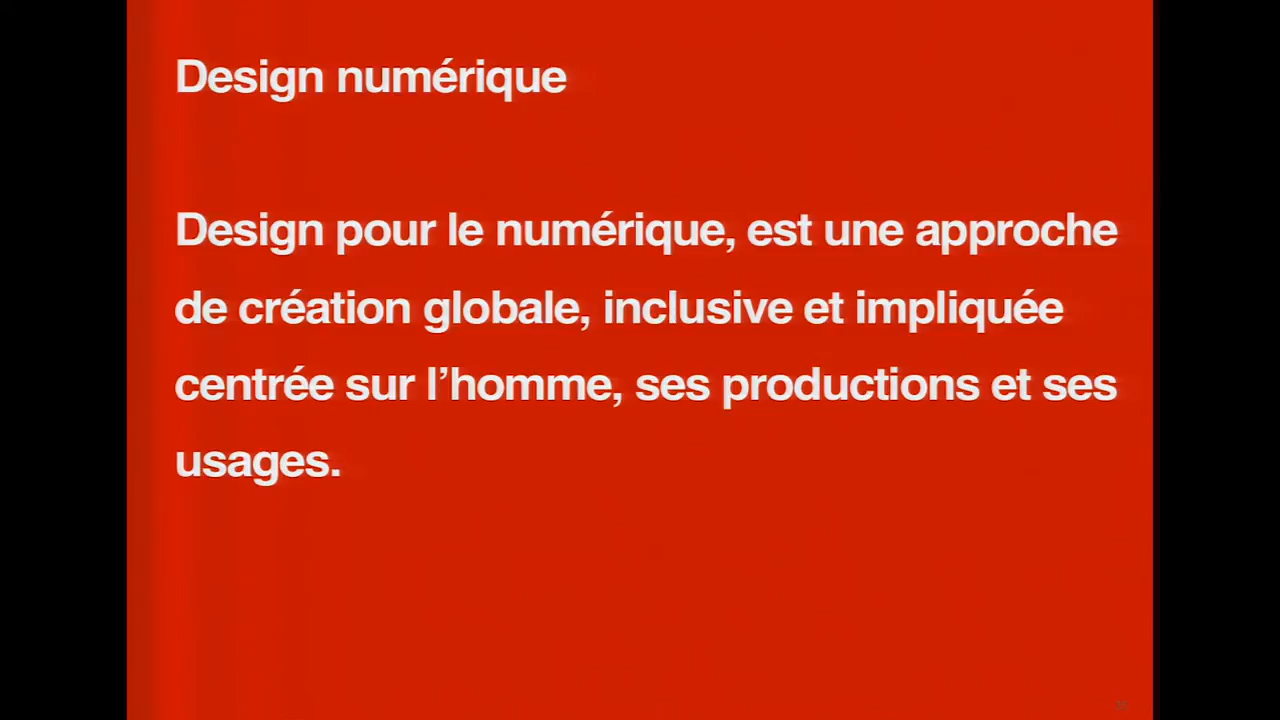 Design numérique
Design pour le numérique, est une approche
de création globale, inclusive et impliquée
centrée sur l’homme, ses productions et ses
usages.